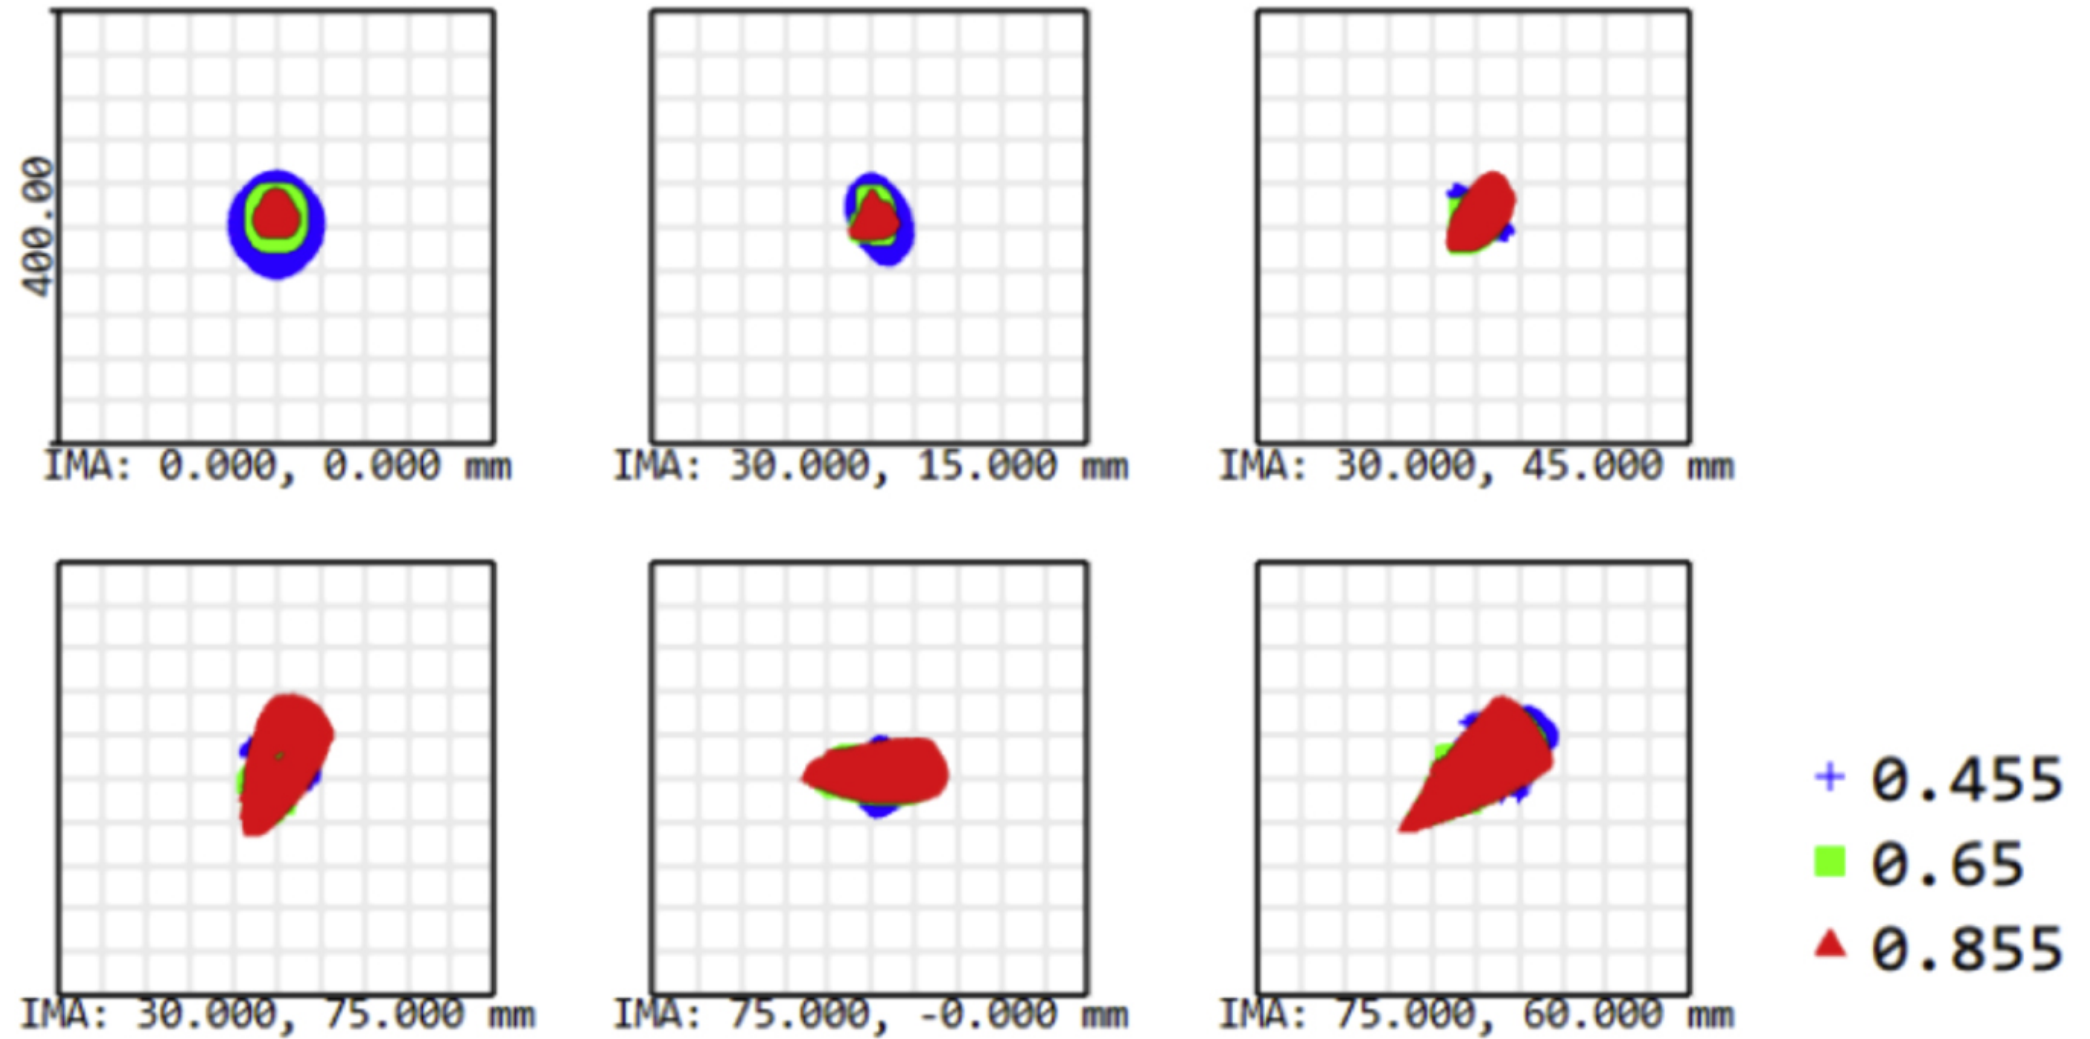 400.00
IMA: 0.000, 0.000 mm
IMA: 30.000, 15.000 mm
IMA: 30.000, 45.000 mm
IMA: 30.000, 75.000 mm
IMA: 75.000, -0.000 mm
IMA: 75.000, 60.000 mm
0.455
0.65
0.855